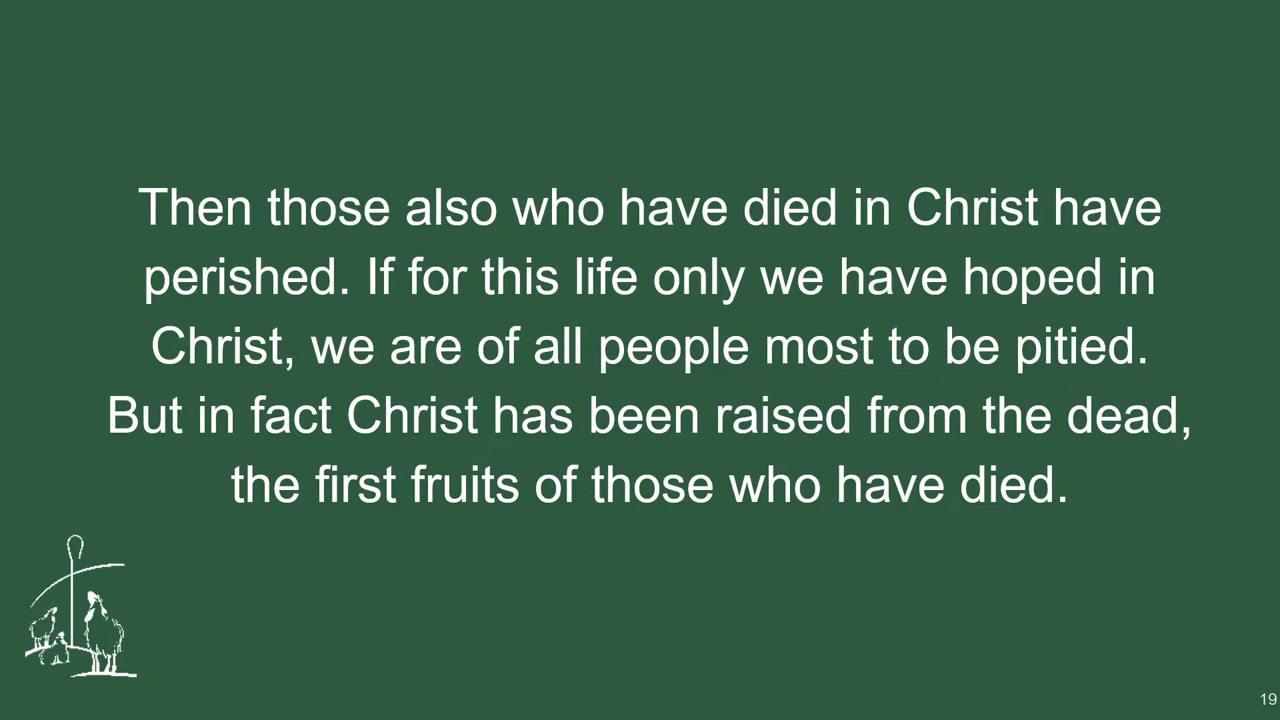 Then those also who have died in Christ have
perished. If for this life only we have hoped in
Christ, we are of all people most to be pitied.
But in fact Christ has been raised from the dead,
the first fruits of those who have died.
19